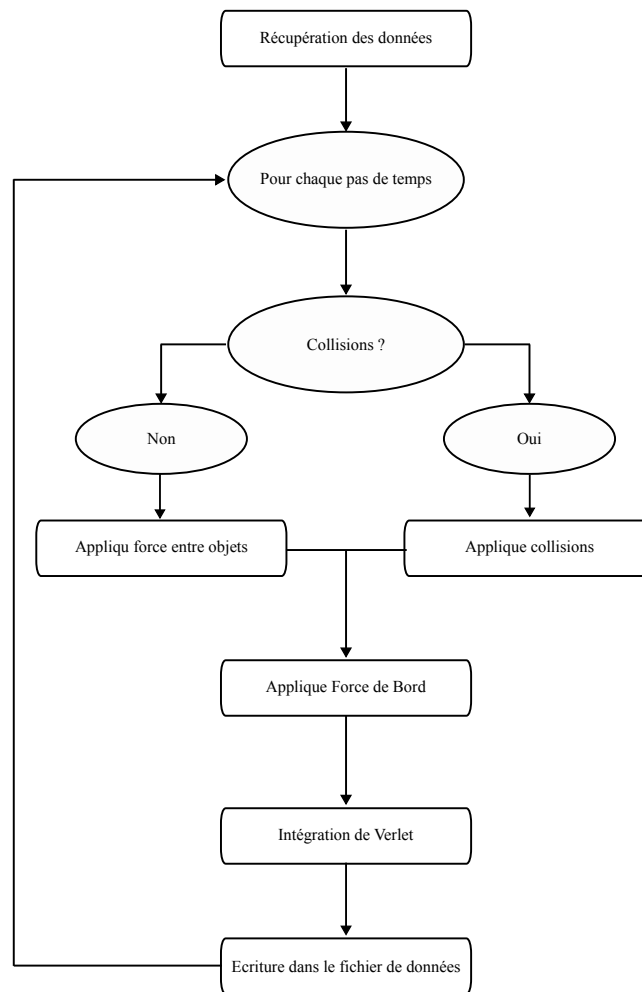 Récupération des données
Pour chaque pas de temps
Collisions ?
Non
Oui
Appliqu force entre objets
Applique collisions
Applique Force de Bord
Intégration de Verlet
Ecriture dans le fichier de données